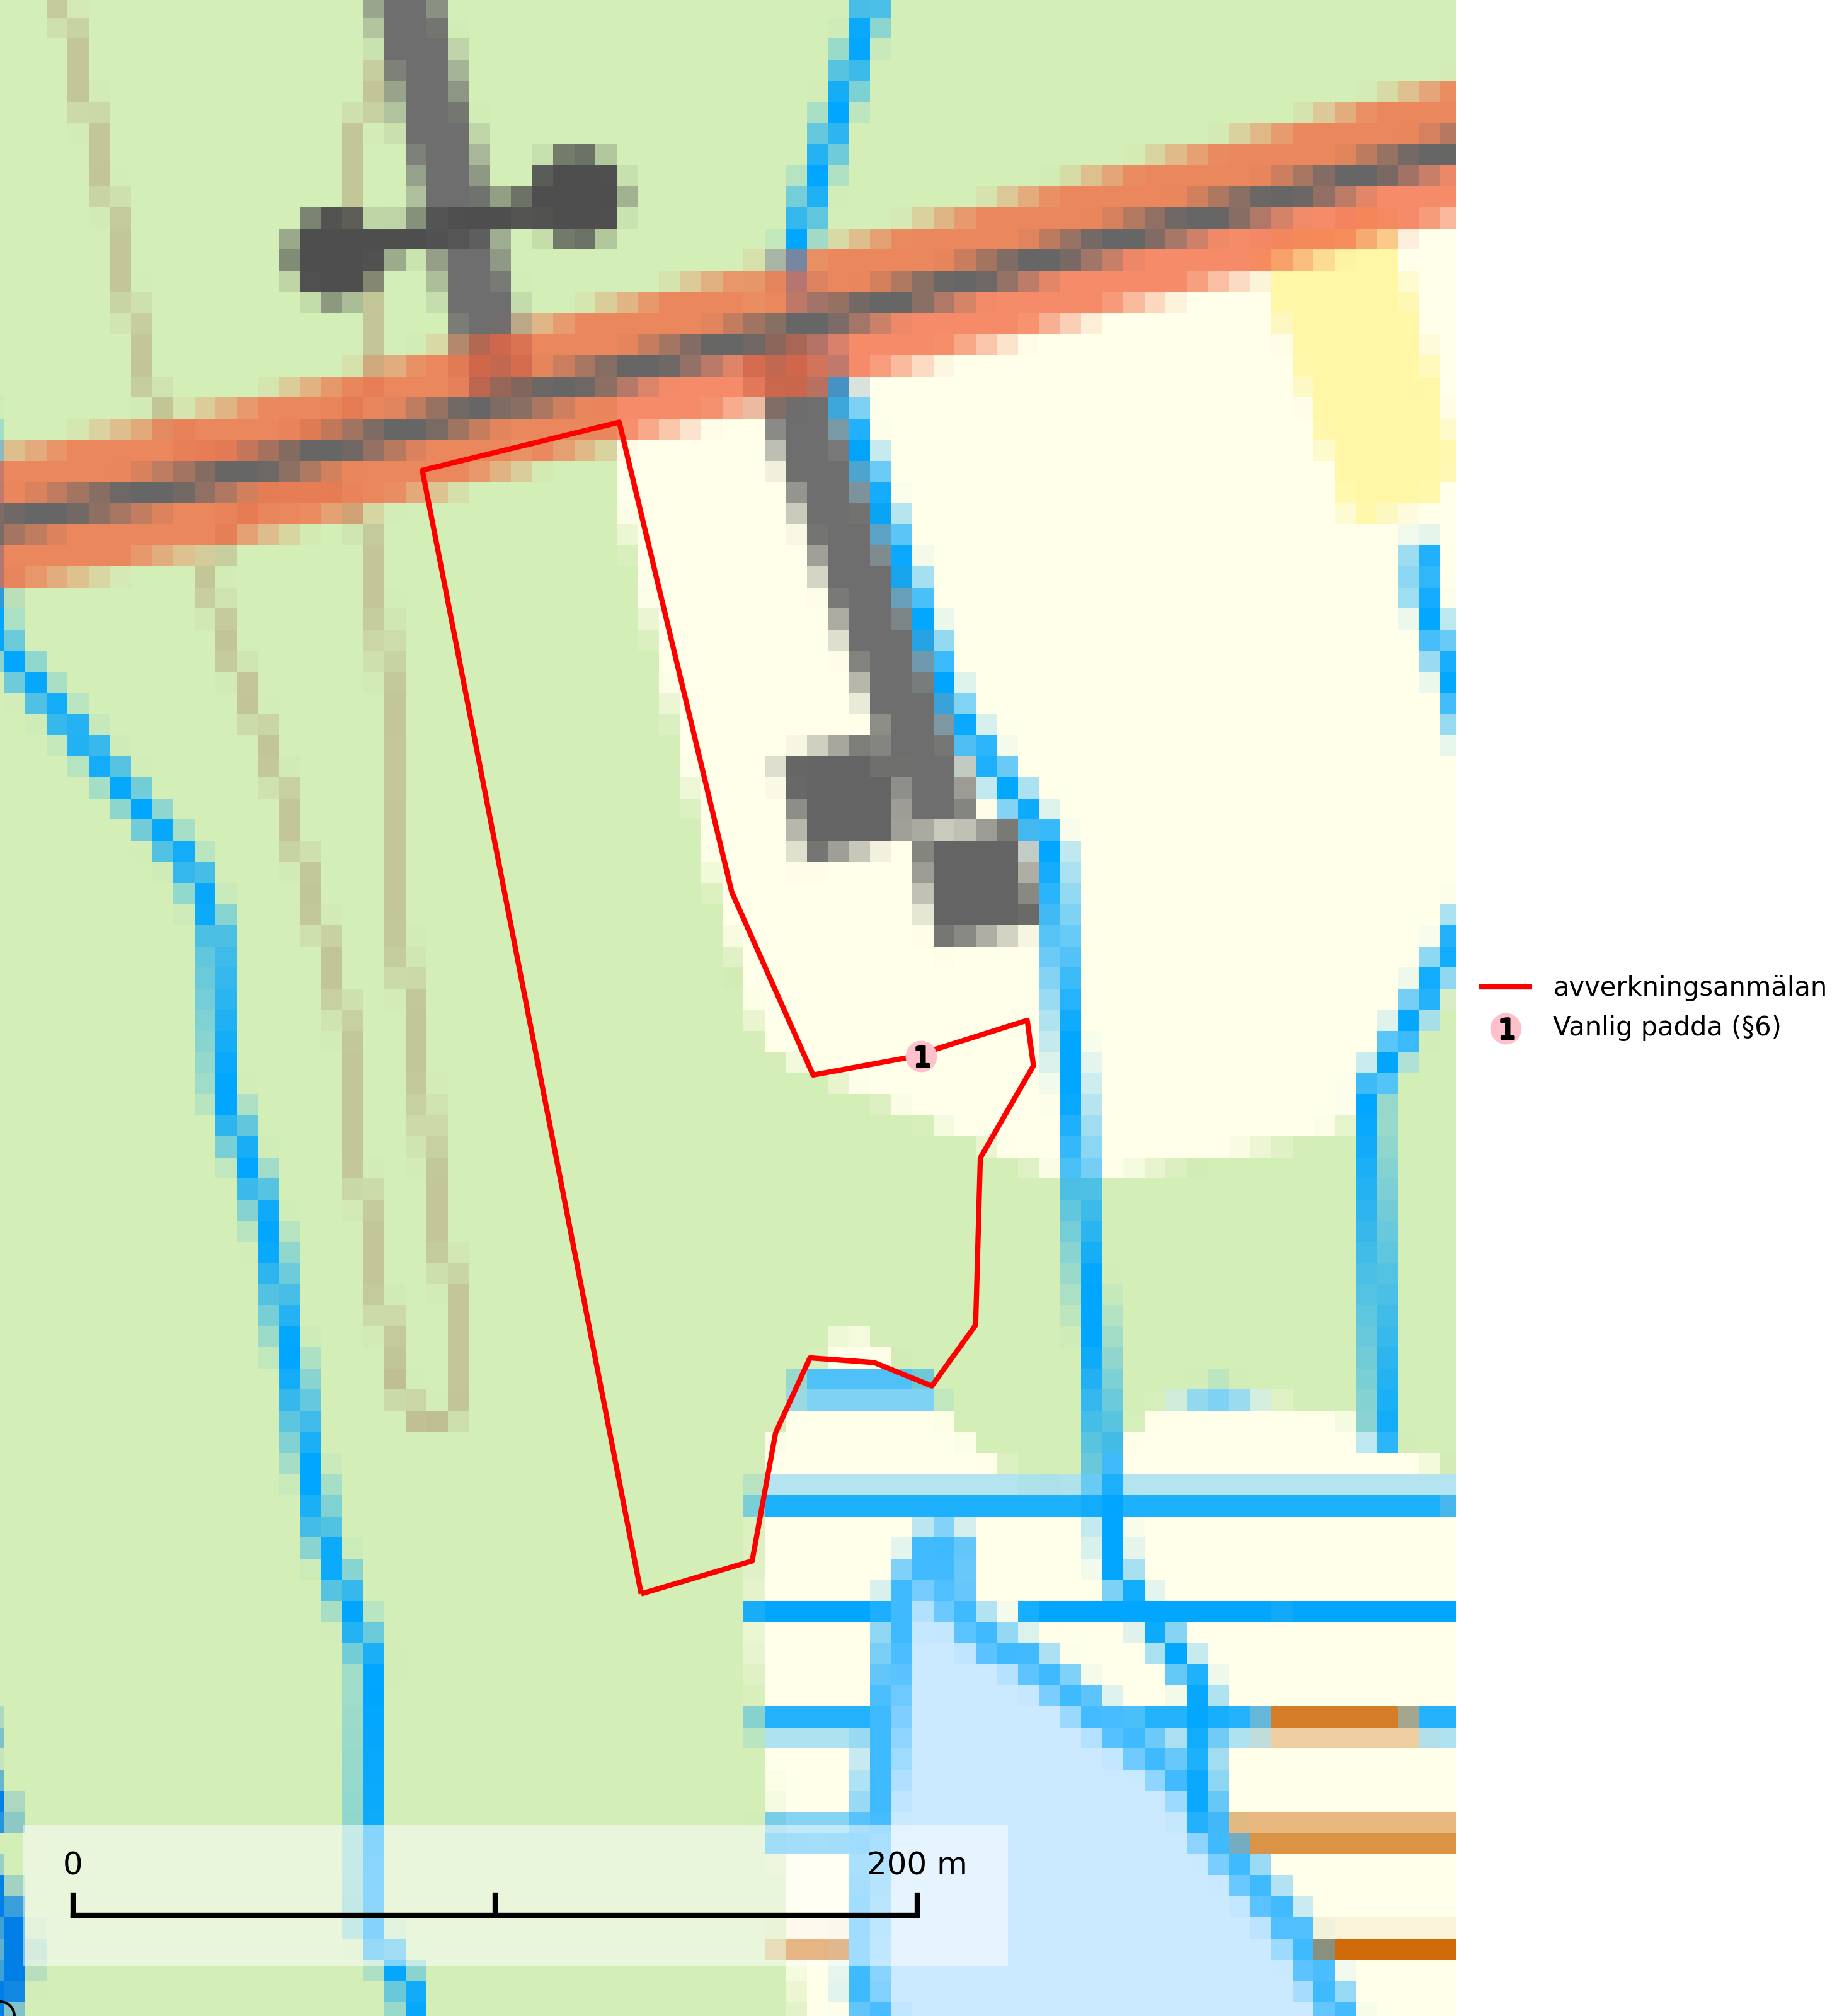 avverkningsanmälan
1 Vanlig padda (§6)
1
0 200 m